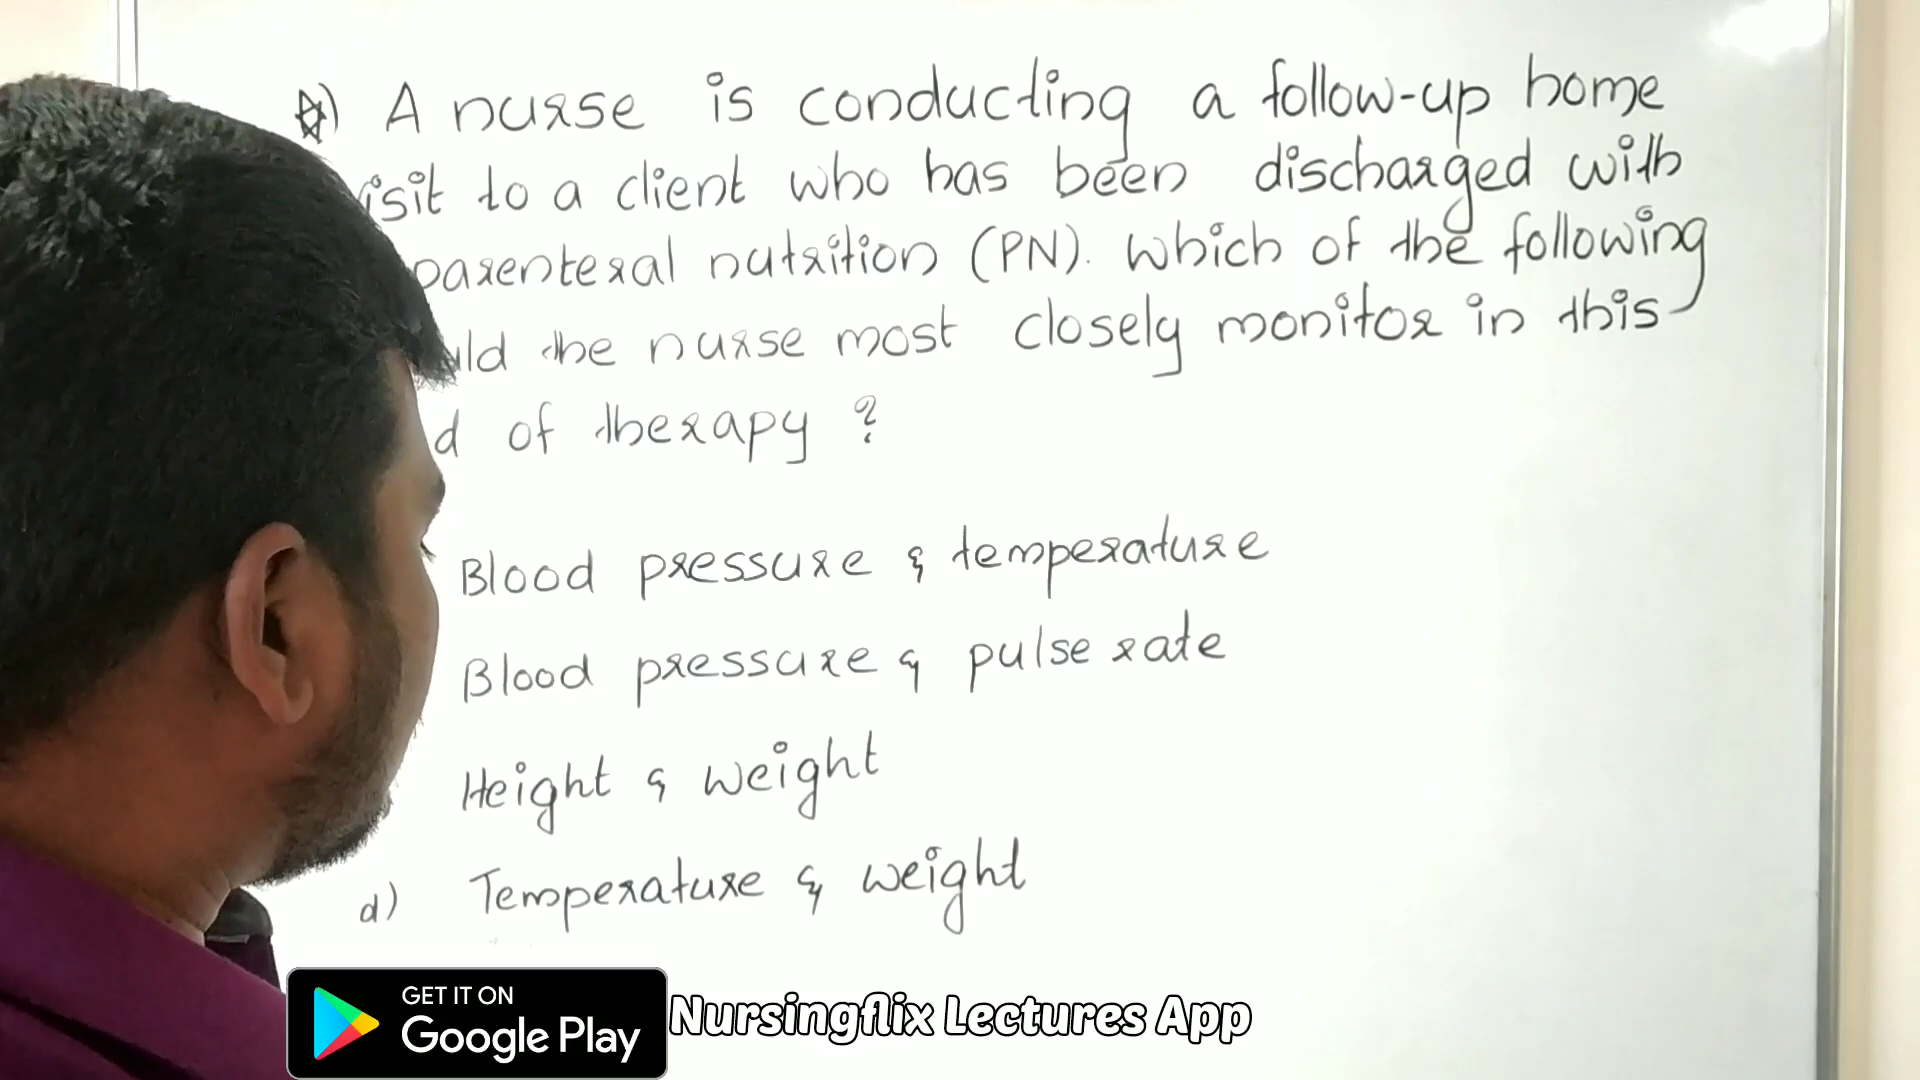 Q) A nurse is conducting a follow-up home
isit to a client who has been discharged with
parenteral nutrition (PN). Which of the following
uld the nurse most closely monitor in this
d of therapy ?
Blood pressure & temperature
Blood pressure & pulse rate
Height & weight
d) Temperature & weight
GET IT ON
Google Play
Nursingflix Lectures App